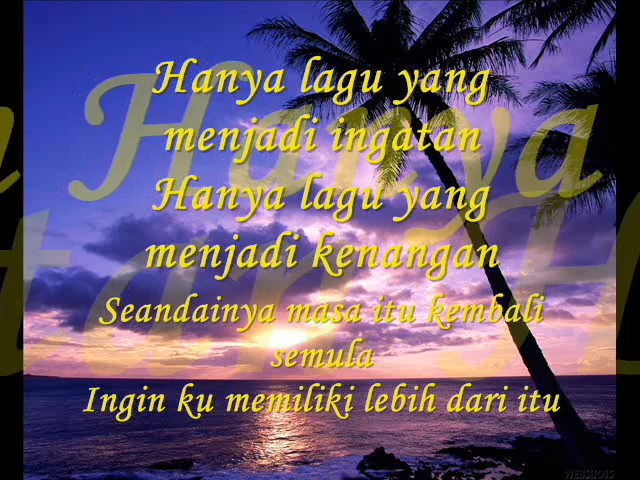 Hanya lagu yang
menjadi ingatan
Hanya lagu yang
menjadi kenangan
Seandainya masa itu kembali
semula
Ingin ku memiliki lebih dari itu
Hanya
WEBSHOTS